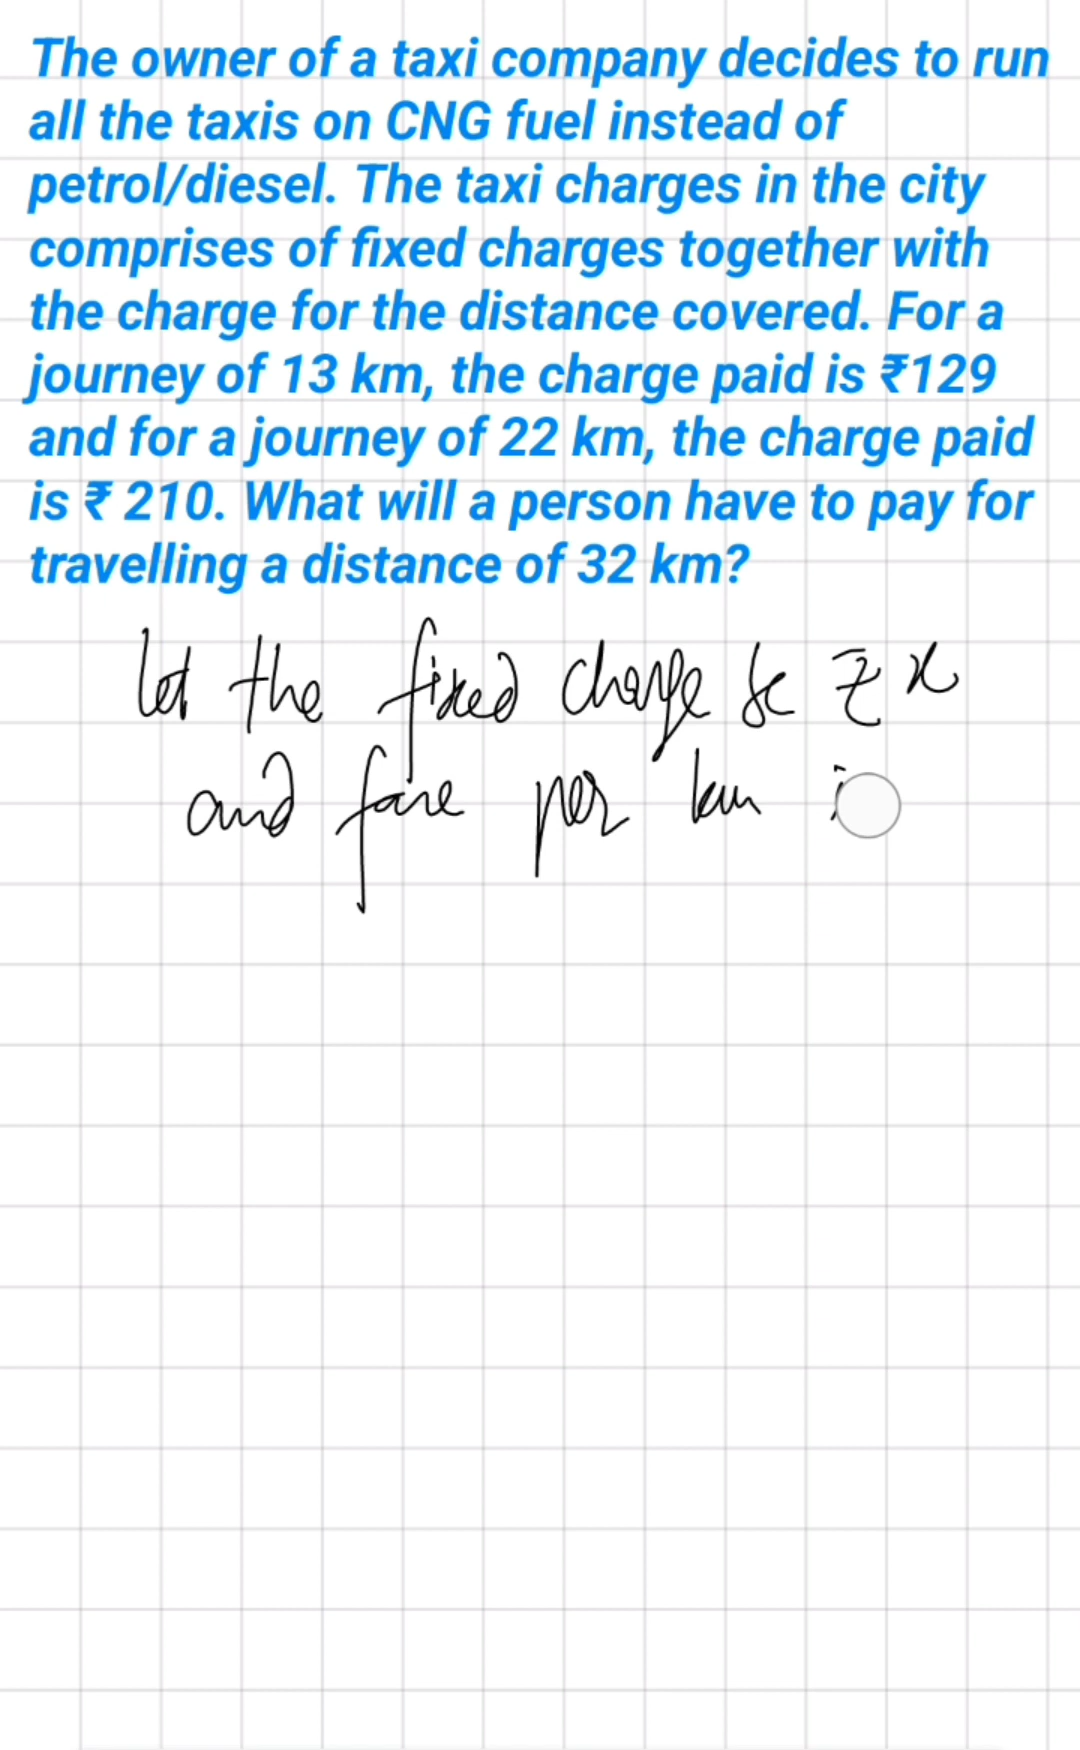 The owner of a taxi company decides to run
all the taxis on CNG fuel instead of
petrol/diesel. The taxi charges in the city
comprises of fixed charges together with
the charge for the distance covered. For a
journey of 13 km, the charge paid is ₹129
and for a journey of 22 km, the charge paid
is ₹ 210. What will a person have to pay for
travelling a distance of 32 km?
let the fixed charge be ₹ x
and fare per km